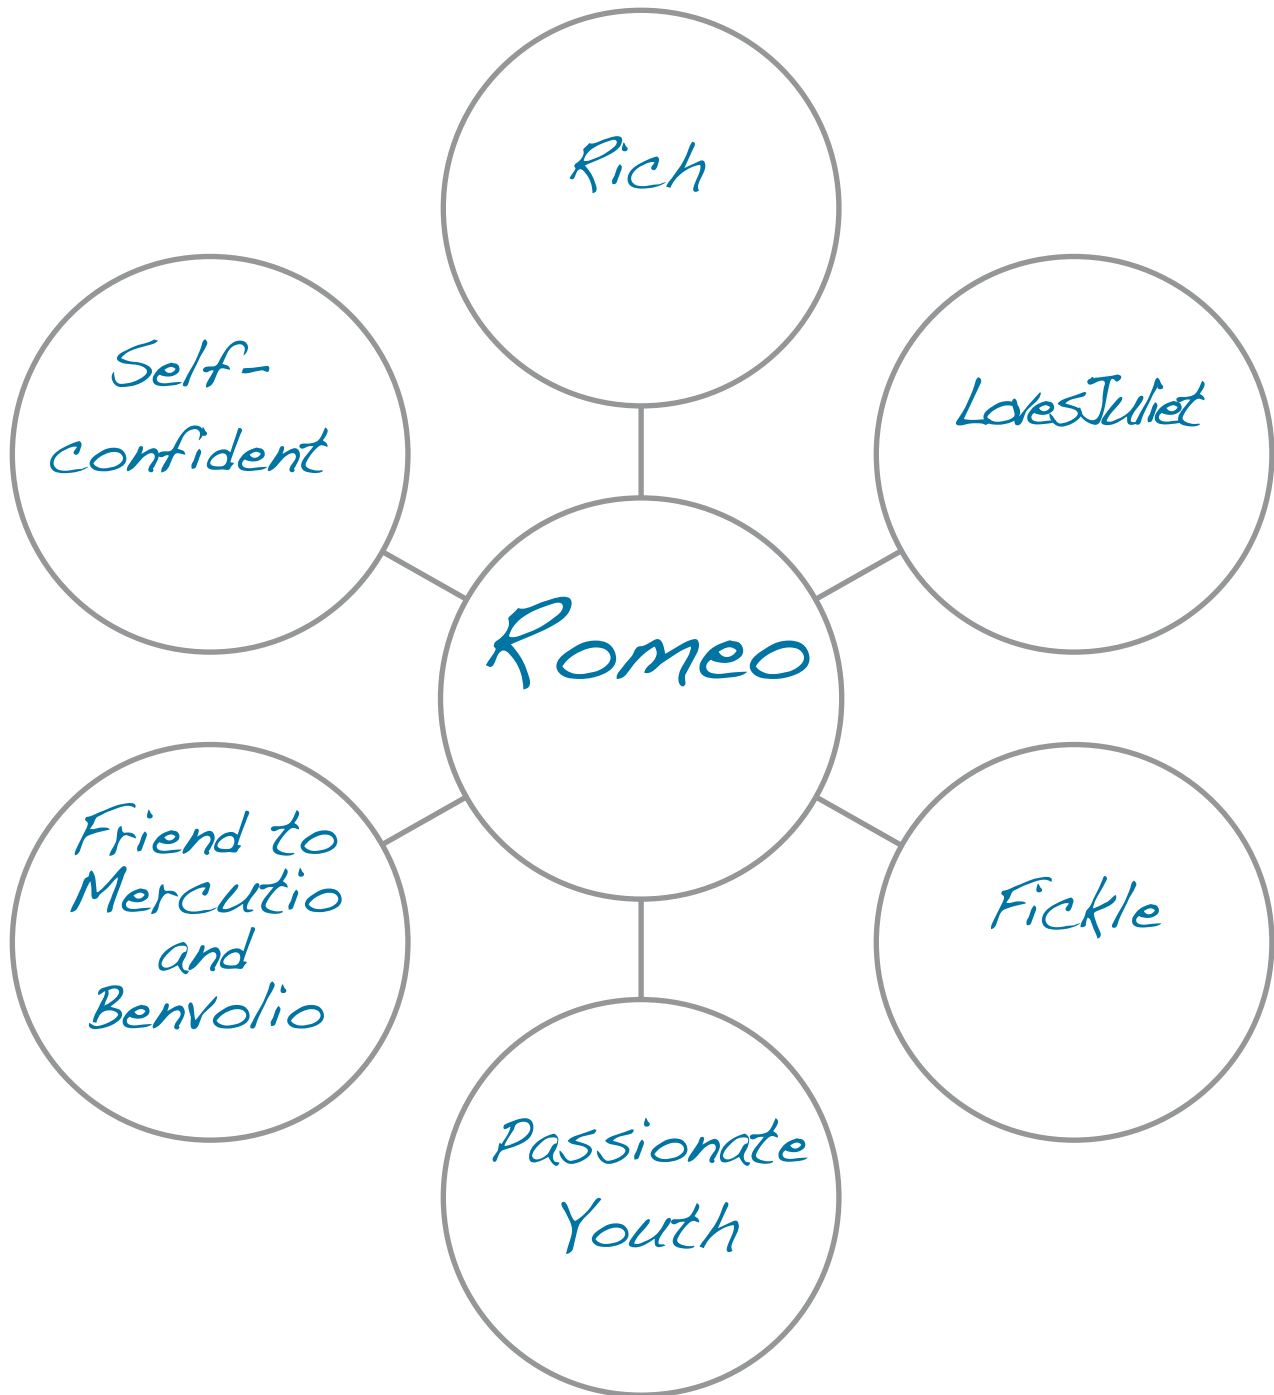 Rich
Self-
confident
LovesJuliet
Romeo
Friend to
Mercutio
and
Benvolio
Fickle
Passionate
Youth